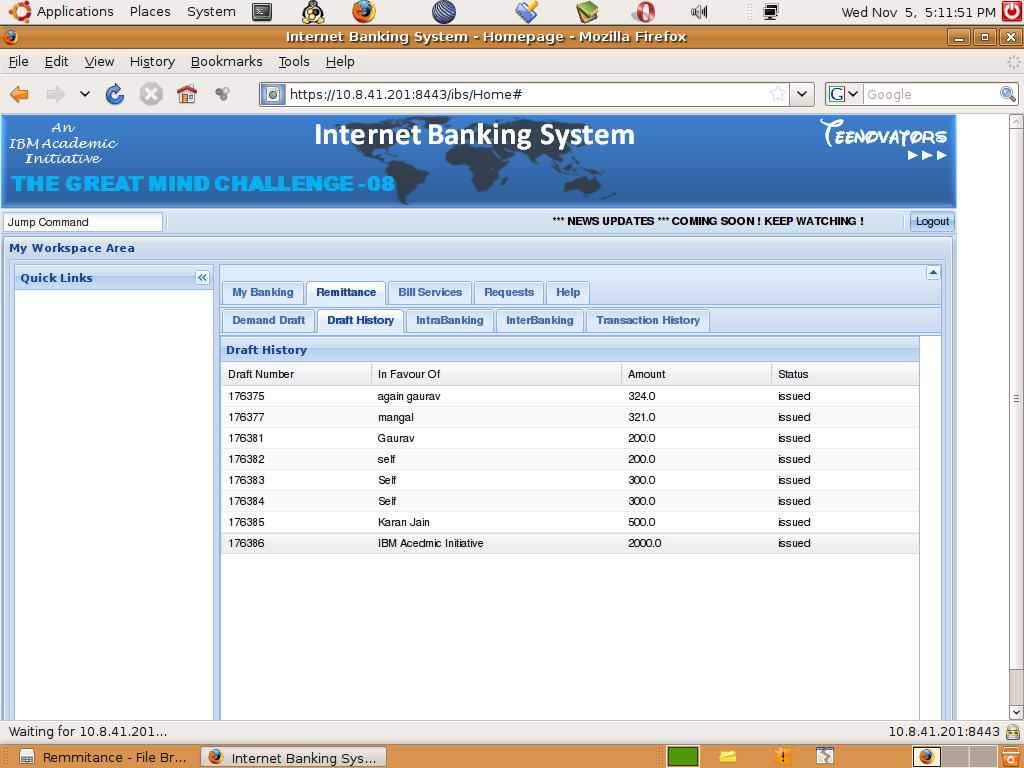 Applications Places System Wed Nov 5, 5:11:51 PM
Internet Banking System - Homepage - Mozilla Firefox
File Edit View History Bookmarks Tools Help
https://10.8.41.201:8443/ibs/Home# G Google
An
IBM Academic
Initiative
Internet Banking System
TEENOVATORS
THE GREAT MIND CHALLENGE -08
Jump Command *** NEWS UPDATES *** COMING SOON ! KEEP WATCHING ! Logout
My Workspace Area
Quick Links
My Banking Remittance Bill Services Requests Help
Demand Draft Draft History IntraBanking InterBanking Transaction History
Draft History
Draft Number In Favour Of Amount Status
176375 again gaurav 324.0 issued
176377 mangal 321.0 issued
176381 Gaurav 200.0 issued
176382 self 200.0 issued
176383 Self 300.0 issued
176384 Self 300.0 issued
176385 Karan Jain 500.0 issued
176386 IBM Acedmic Initiative 2000.0 issued
Waiting for 10.8.41.201... 10.8.41.201:8443
Remmitance - File Br... Internet Banking Sys...